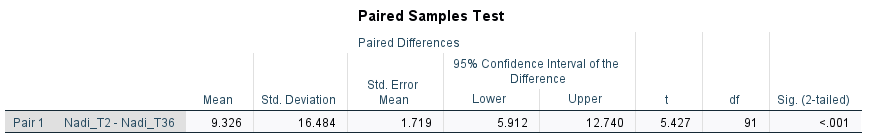 Paired Samples Test
Paired Differences
95% Confidence Interval of the
Difference
Std. Error
Mean
Mean Std. Deviation Lower Upper t df Sig. (2-tailed)
Pair 1 Nadi_T2 - Nadi_T36 9.326 16.484 1.719 5.912 12.740 5.427 91 <.001